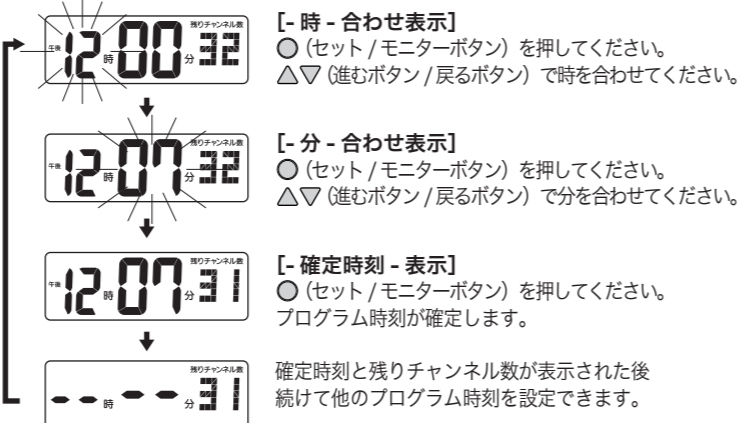 残りチャンネル数
午後 12 時 00 分 32
[- 時 - 合わせ表示]
○（セット / モニターボタン）を押してください。
△▽（進むボタン / 戻るボタン）で時を合わせてください。
残りチャンネル数
午後 12 時 07 分 32
[- 分 - 合わせ表示]
○（セット / モニターボタン）を押してください。
△▽（進むボタン / 戻るボタン）で分を合わせてください。
残りチャンネル数
午後 12 時 07 分 31
[- 確定時刻 - 表示]
○（セット / モニターボタン）を押してください。
プログラム時刻が確定します。
残りチャンネル数
-- 時 -- 分 31
確定時刻と残りチャンネル数が表示された後
続けて他のプログラム時刻を設定できます。